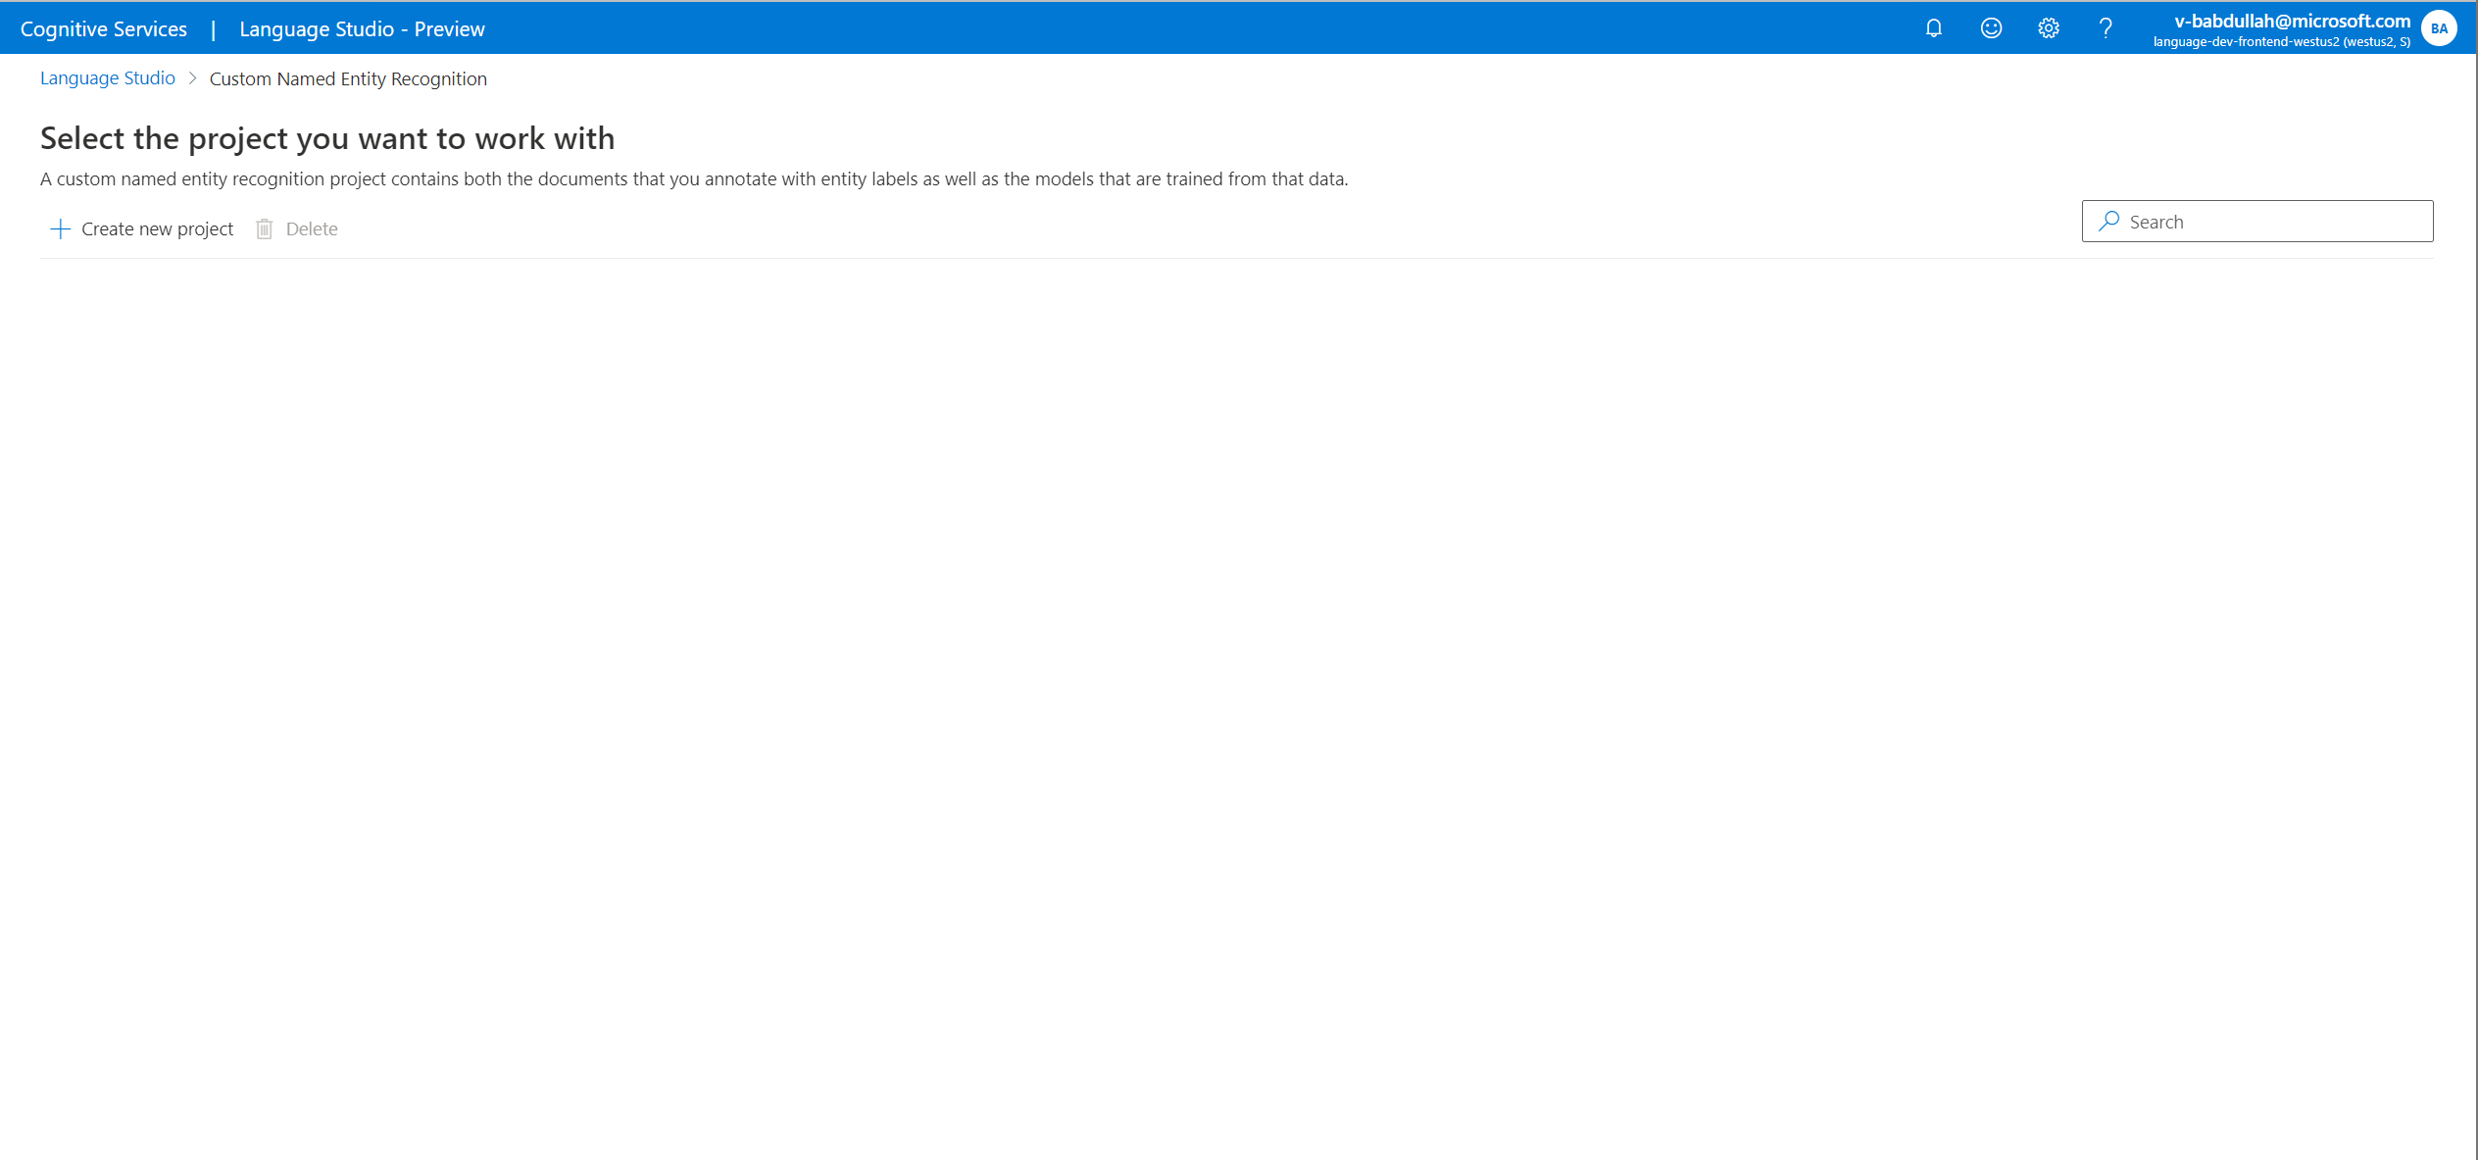 Cognitive Services | Language Studio - Preview
v-babdullah@microsoft.com
language-dev-frontend-westus2 (westus2, S)
BA
Language Studio > Custom Named Entity Recognition
Select the project you want to work with
A custom named entity recognition project contains both the documents that you annotate with entity labels as well as the models that are trained from that data.
Create new project Delete
Search